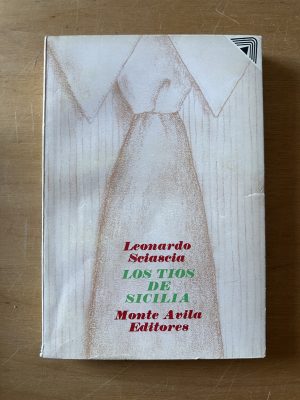 Leonardo
Sciascia
LOS TIOS
DE
SICILIA
Monte Avila
Editores